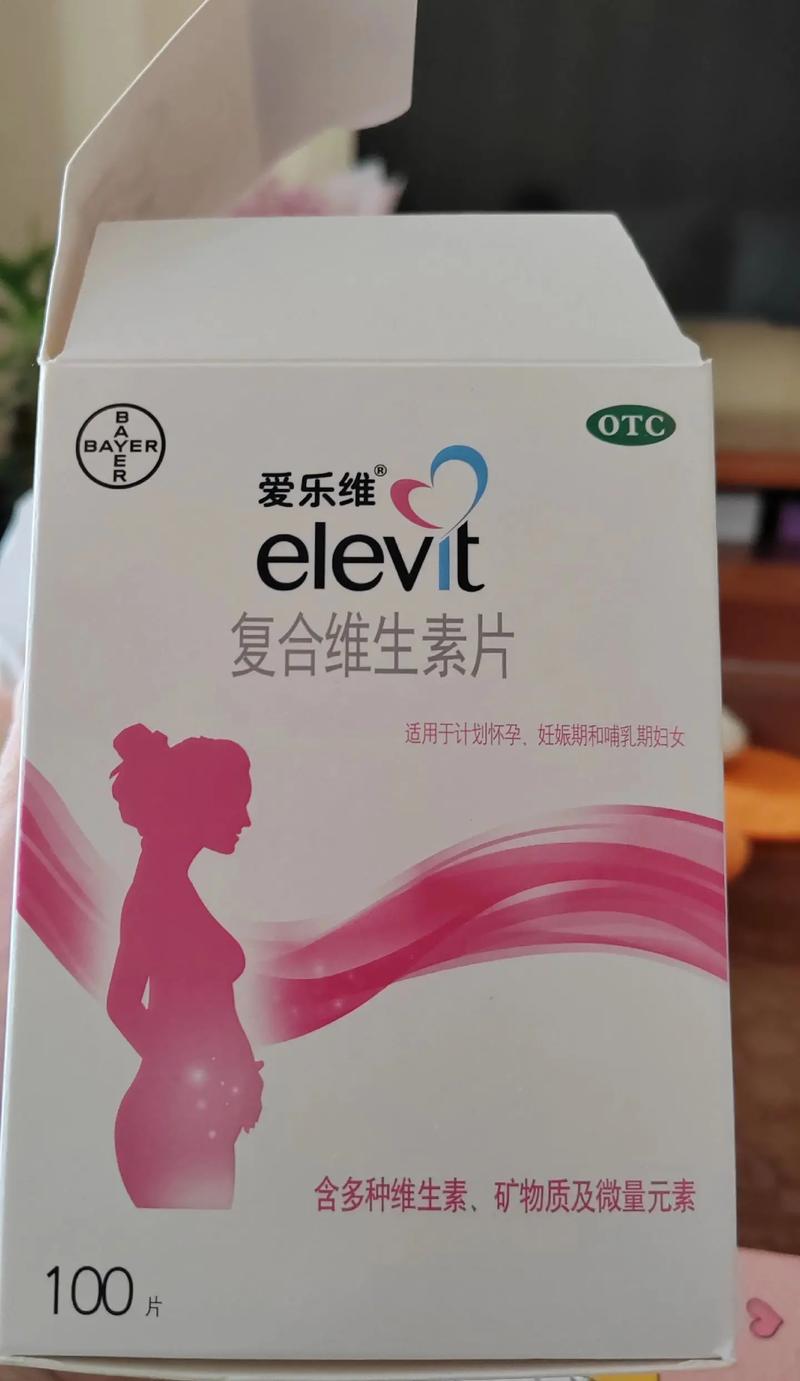 BAYER
BAYER
OTC
爱乐维®
elevit
复合维生素片
适用于计划怀孕、妊娠期和哺乳期妇女
含多种维生素、矿物质及微量元素
100片